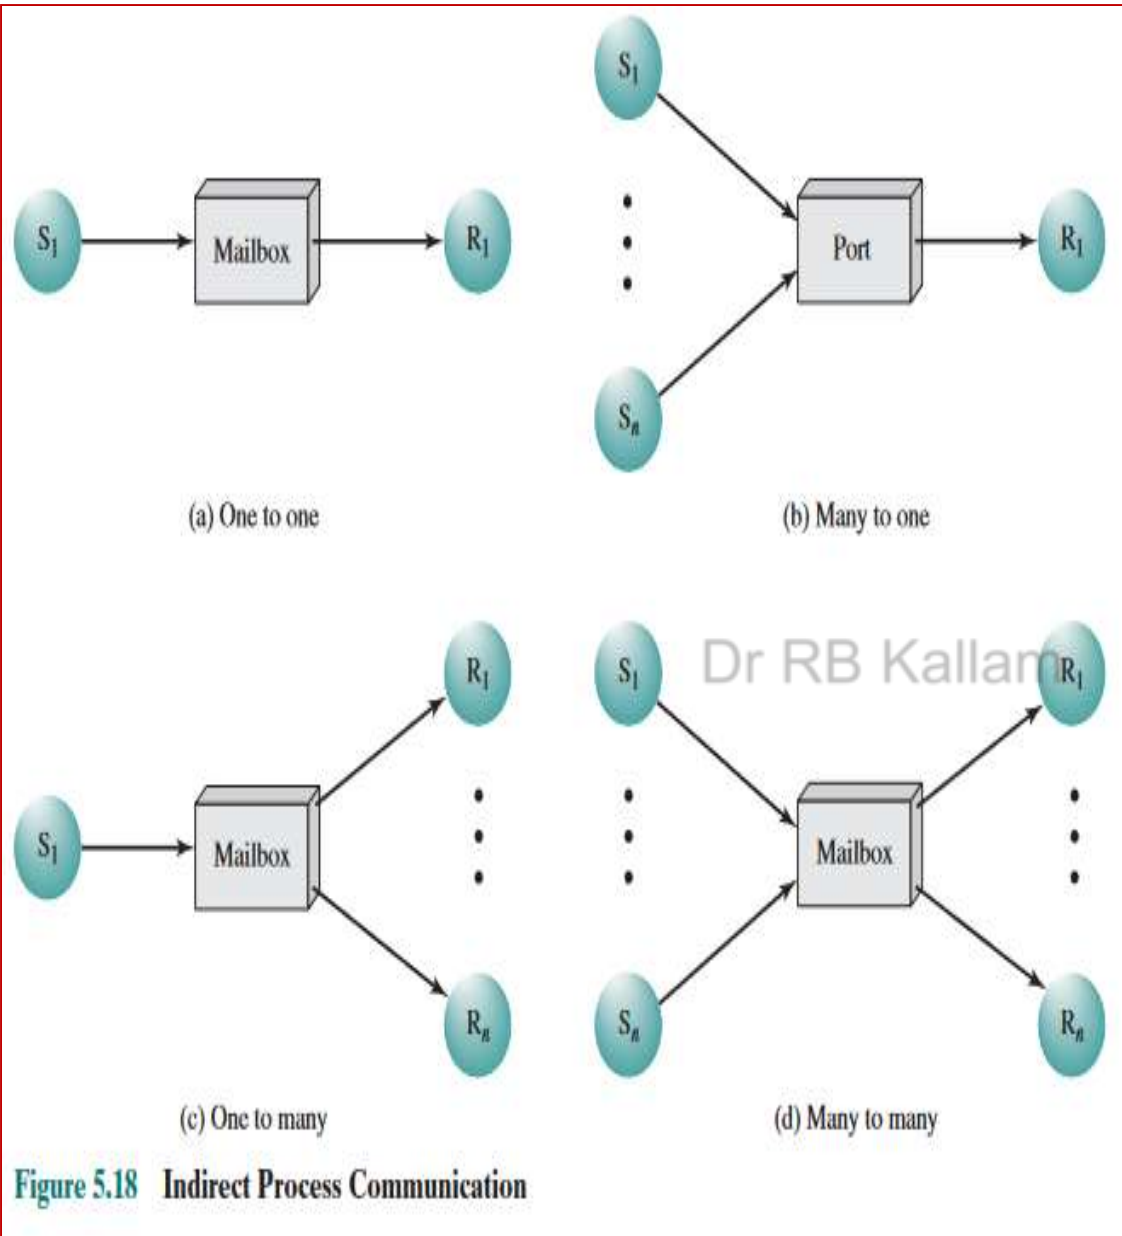 S1
Mailbox
R1
(a) One to one
S1
Sn
Port
R1
(b) Many to one
S1
Mailbox
R1
Rn
(c) One to many
Dr RB Kallam
S1
Sn
Mailbox
R1
Rn
(d) Many to many
Figure 5.18 Indirect Process Communication